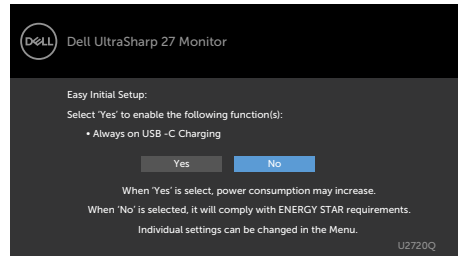 DELL
Dell UltraSharp 27 Monitor
Easy Initial Setup:
Select 'Yes' to enable the following function(s):
• Always on USB -C Charging
Yes No
When 'Yes' is select, power consumption may increase.
When 'No' is selected, it will comply with ENERGY STAR requirements.
Individual settings can be changed in the Menu.
U2720Q